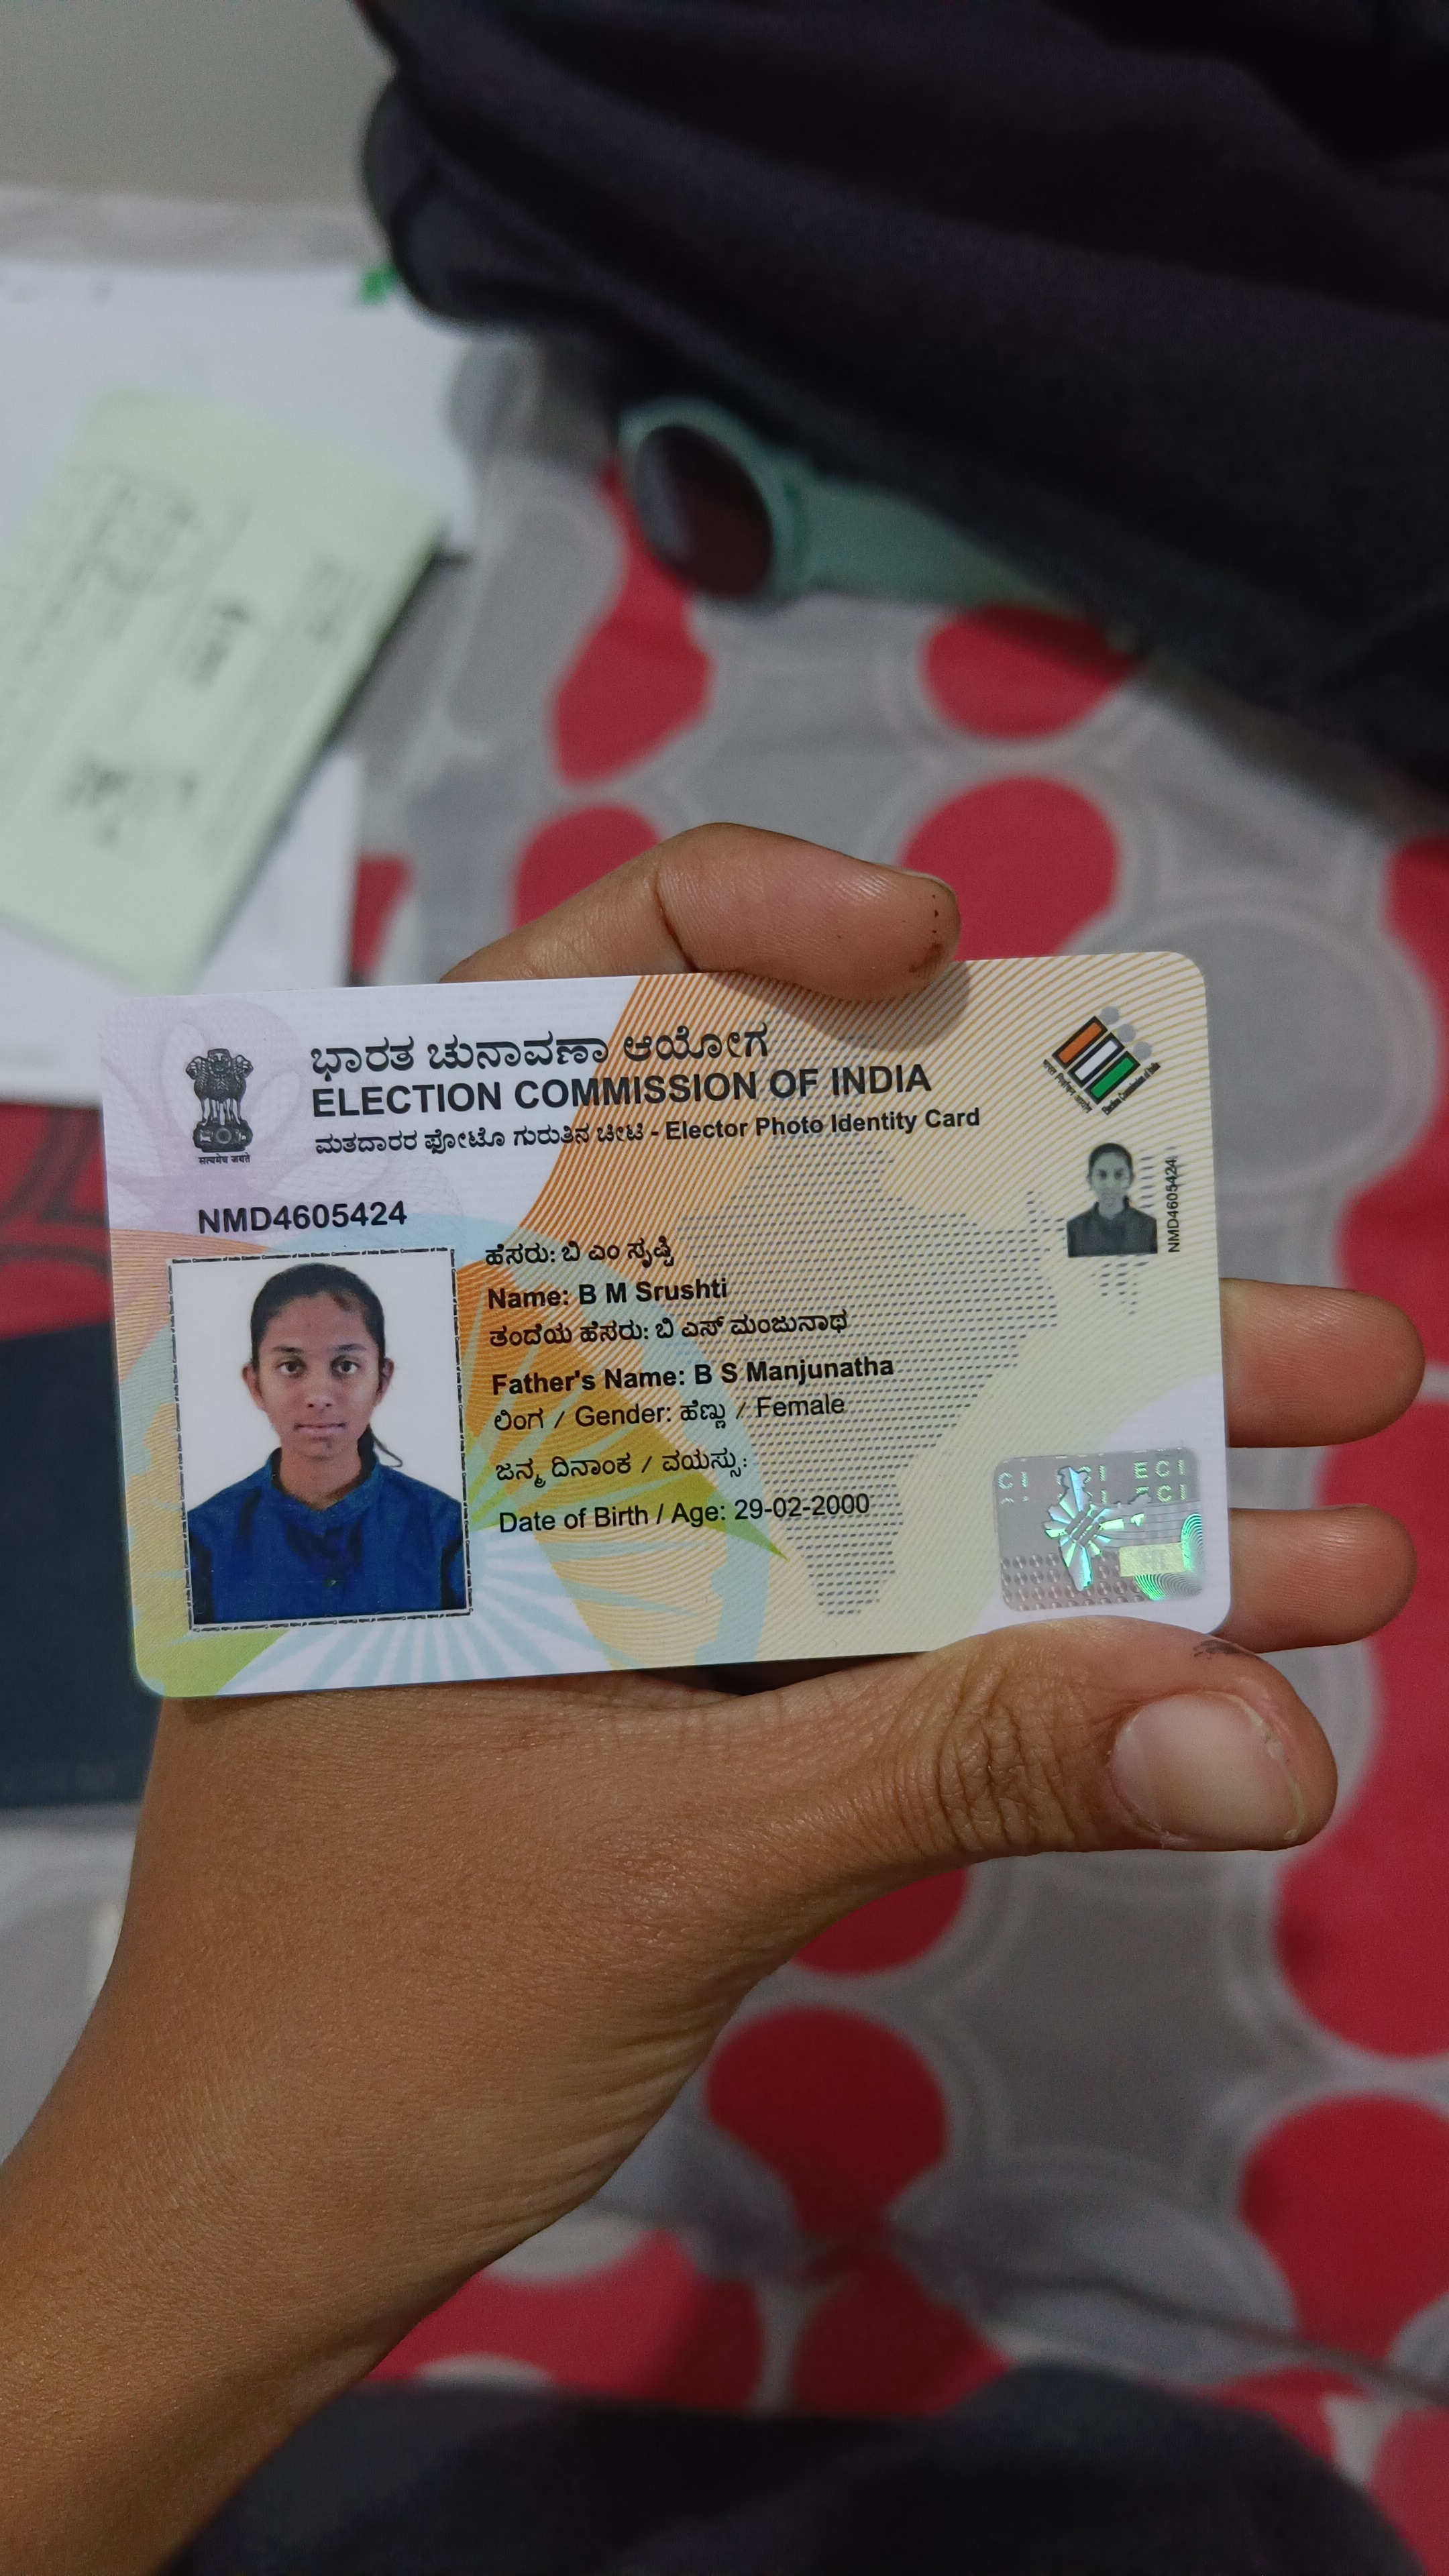 ಭಾರತ ಚುನಾವಣಾ ಆಯೋಗ
ELECTION COMMISSION OF INDIA
ಮತದಾರರ ಫೋಟೊ ಗುರುತಿನ ಚೀಟಿ - Elector Photo Identity Card
सत्यमेव जयते
NMD4605424
NMD4605424
ಹೆಸರು: ಬಿ ಎಂ ಸೃಷ್ಟಿ
Name: B M Srushti
ತಂದೆಯ ಹೆಸರು: ಬಿ ಎಸ್ ಮಂಜುನಾಥ
Father's Name: B S Manjunatha
ಲಿಂಗ / Gender: ಹೆಣ್ಣು / Female
ಜನ್ಮ ದಿನಾಂಕ / ವಯಸ್ಸು:
Date of Birth / Age: 29-02-2000
ECI